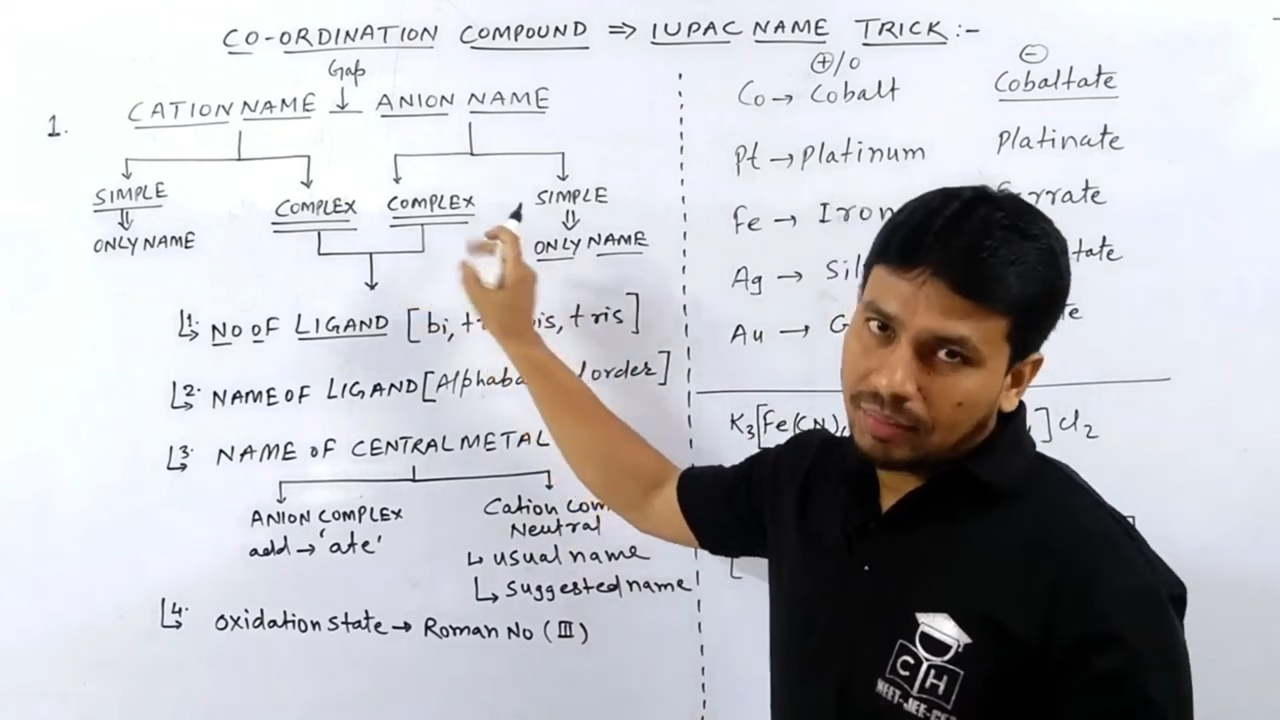 CO-ORDINATION COMPOUND ⇒ IUPAC NAME TRICK :-
Gap
1. CATION NAME ↓ ANION NAME
SIMPLE COMPLEX COMPLEX SIMPLE
ONLY NAME ONLY NAME
1. NO OF LIGAND [bi, tris]
2. NAME OF LIGAND [order]
3. NAME OF CENTRAL METAL
ANION COMPLEX Cation
add → 'ate' Neutral
↳ usual name
↳ suggested name
4. oxidation state → Roman No (III)
⊕/0 ⊖
Co → Cobalt Cobaltate
Pt → Platinum Platinate
Fe → Iron
Ag →
Au →
K3[Fe(CN) ]Cl2
CH